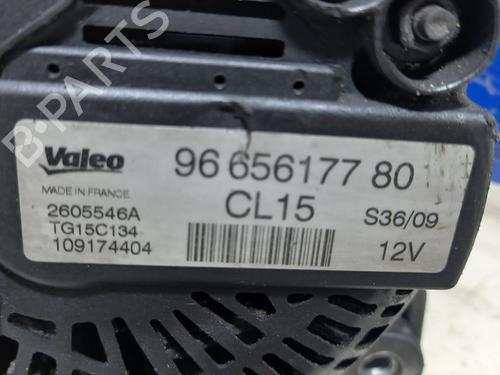 B-PARTS
Valeo
96 656177 80
MADE IN FRANCE
CL15
2605546A
S36/09
TG15C134
109174404
12V